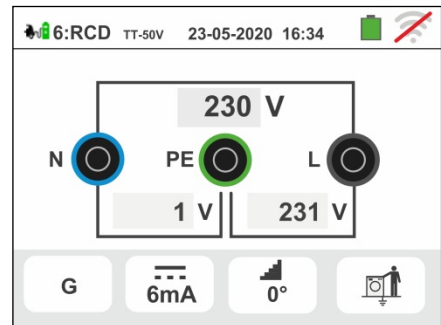 6:RCD TT-50V 23-05-2020 16:34
230 V
N PE L
1 V 231 V
G 6mA 0°